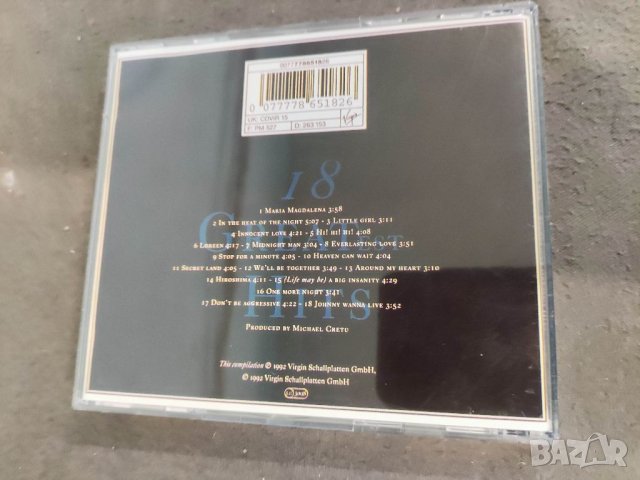 0077778651826
0 077778 651826
UK: CDVIR 15
F: PM 527 D: 263 153
Virgin
18
Greatest
Hits
1 Maria Magdalena 3:58
2 In the heat of the night 5:07 - 3 Little girl 3:11
4 Innocent love 4:21 - 5 Hi! Hi! Hi! 4:08
6 Loreen 4:17 - 7 Midnight man 3:04 - 8 Everlasting love 3:51
9 Stop for a minute 4:05 - 10 Heaven can wait 4:04
11 Secret land 4:05 - 12 We'll be together 3:49 - 13 Around my heart 3:10
14 Hiroshima 4:11 - 15 (Life may be) a big insanity 4:29
16 One more night 3:41
17 Don't be aggressive 4:22 - 18 Johnny wanna live 3:52
Produced by Michael Cretu
This compilation ℗ 1992 Virgin Schallplatten GmbH,
© 1992 Virgin Schallplatten GmbH
LC 3098
BAZAR
bazar.bg